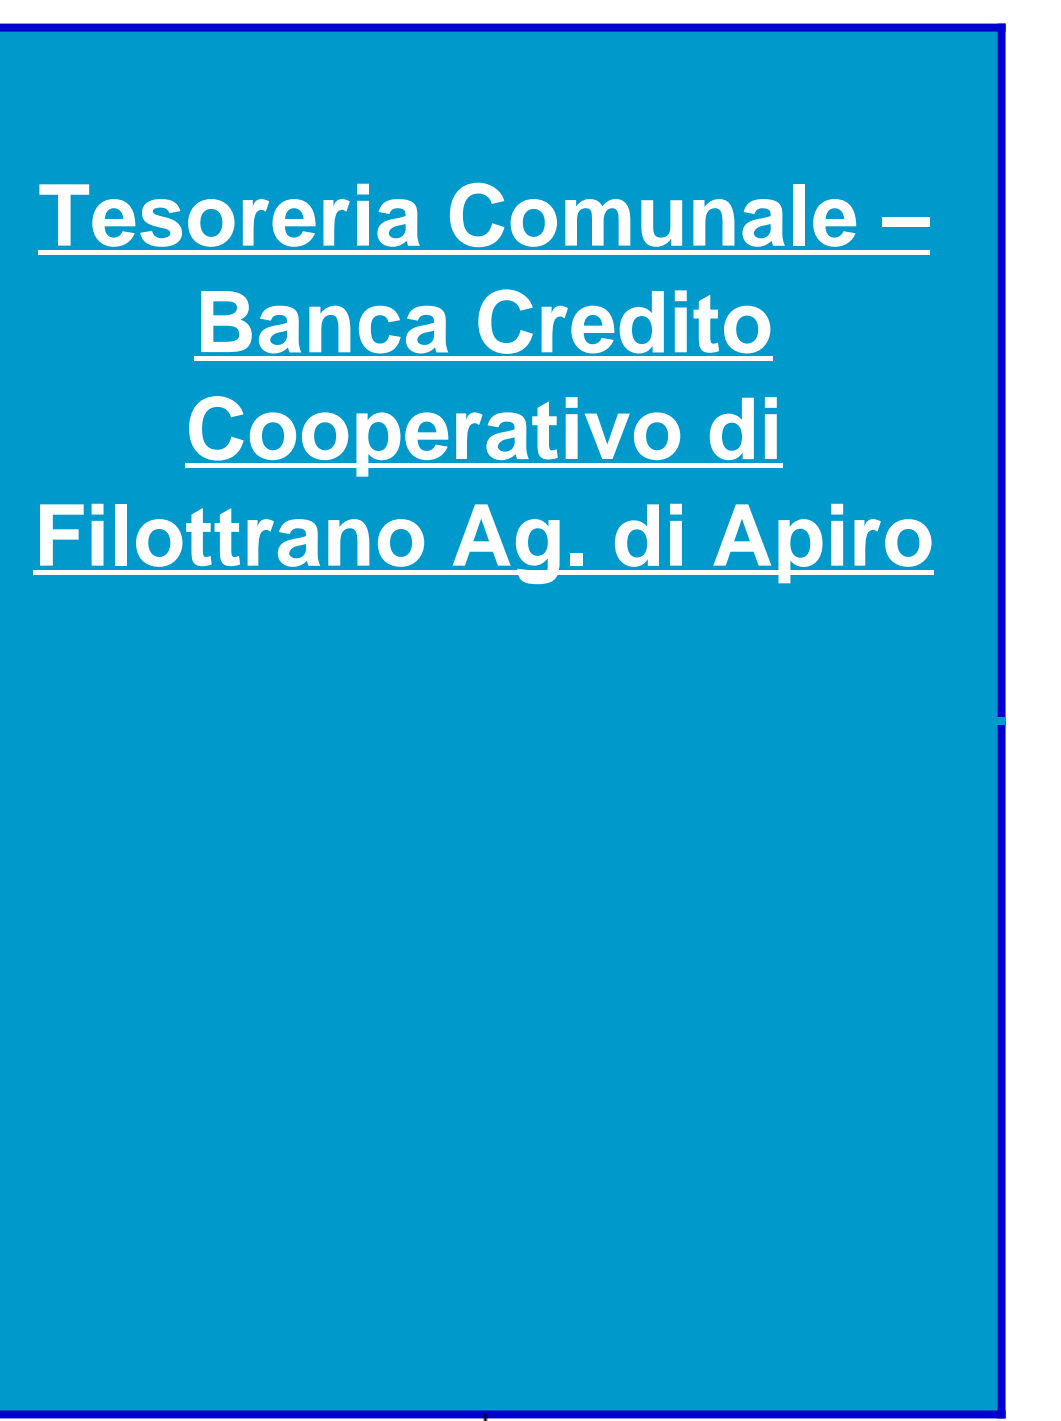 Tesoreria Comunale –
Banca Credito
Cooperativo di
Filottrano Ag. di Apiro